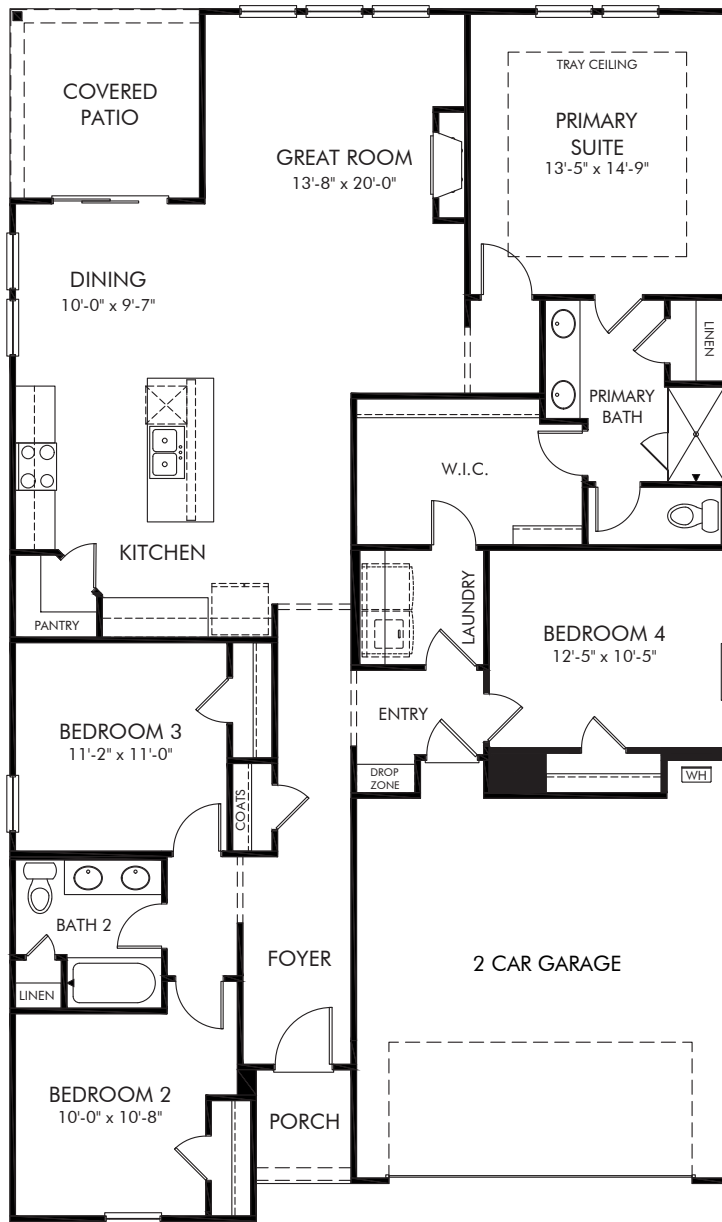 COVERED
PATIO
TRAY CEILING
PRIMARY
SUITE
13'-5" x 14'-9"
GREAT ROOM
13'-8" x 20'-0"
DINING
10'-0" x 9'-7"
LINEN
PRIMARY
BATH
W.I.C.
KITCHEN
PANTRY
LAUNDRY
BEDROOM 4
12'-5" x 10'-5"
BEDROOM 3
11'-2" x 11'-0"
ENTRY
DROP
ZONE
WH
COATS
BATH 2
FOYER
2 CAR GARAGE
LINEN
BEDROOM 2
10'-0" x 10'-8"
PORCH